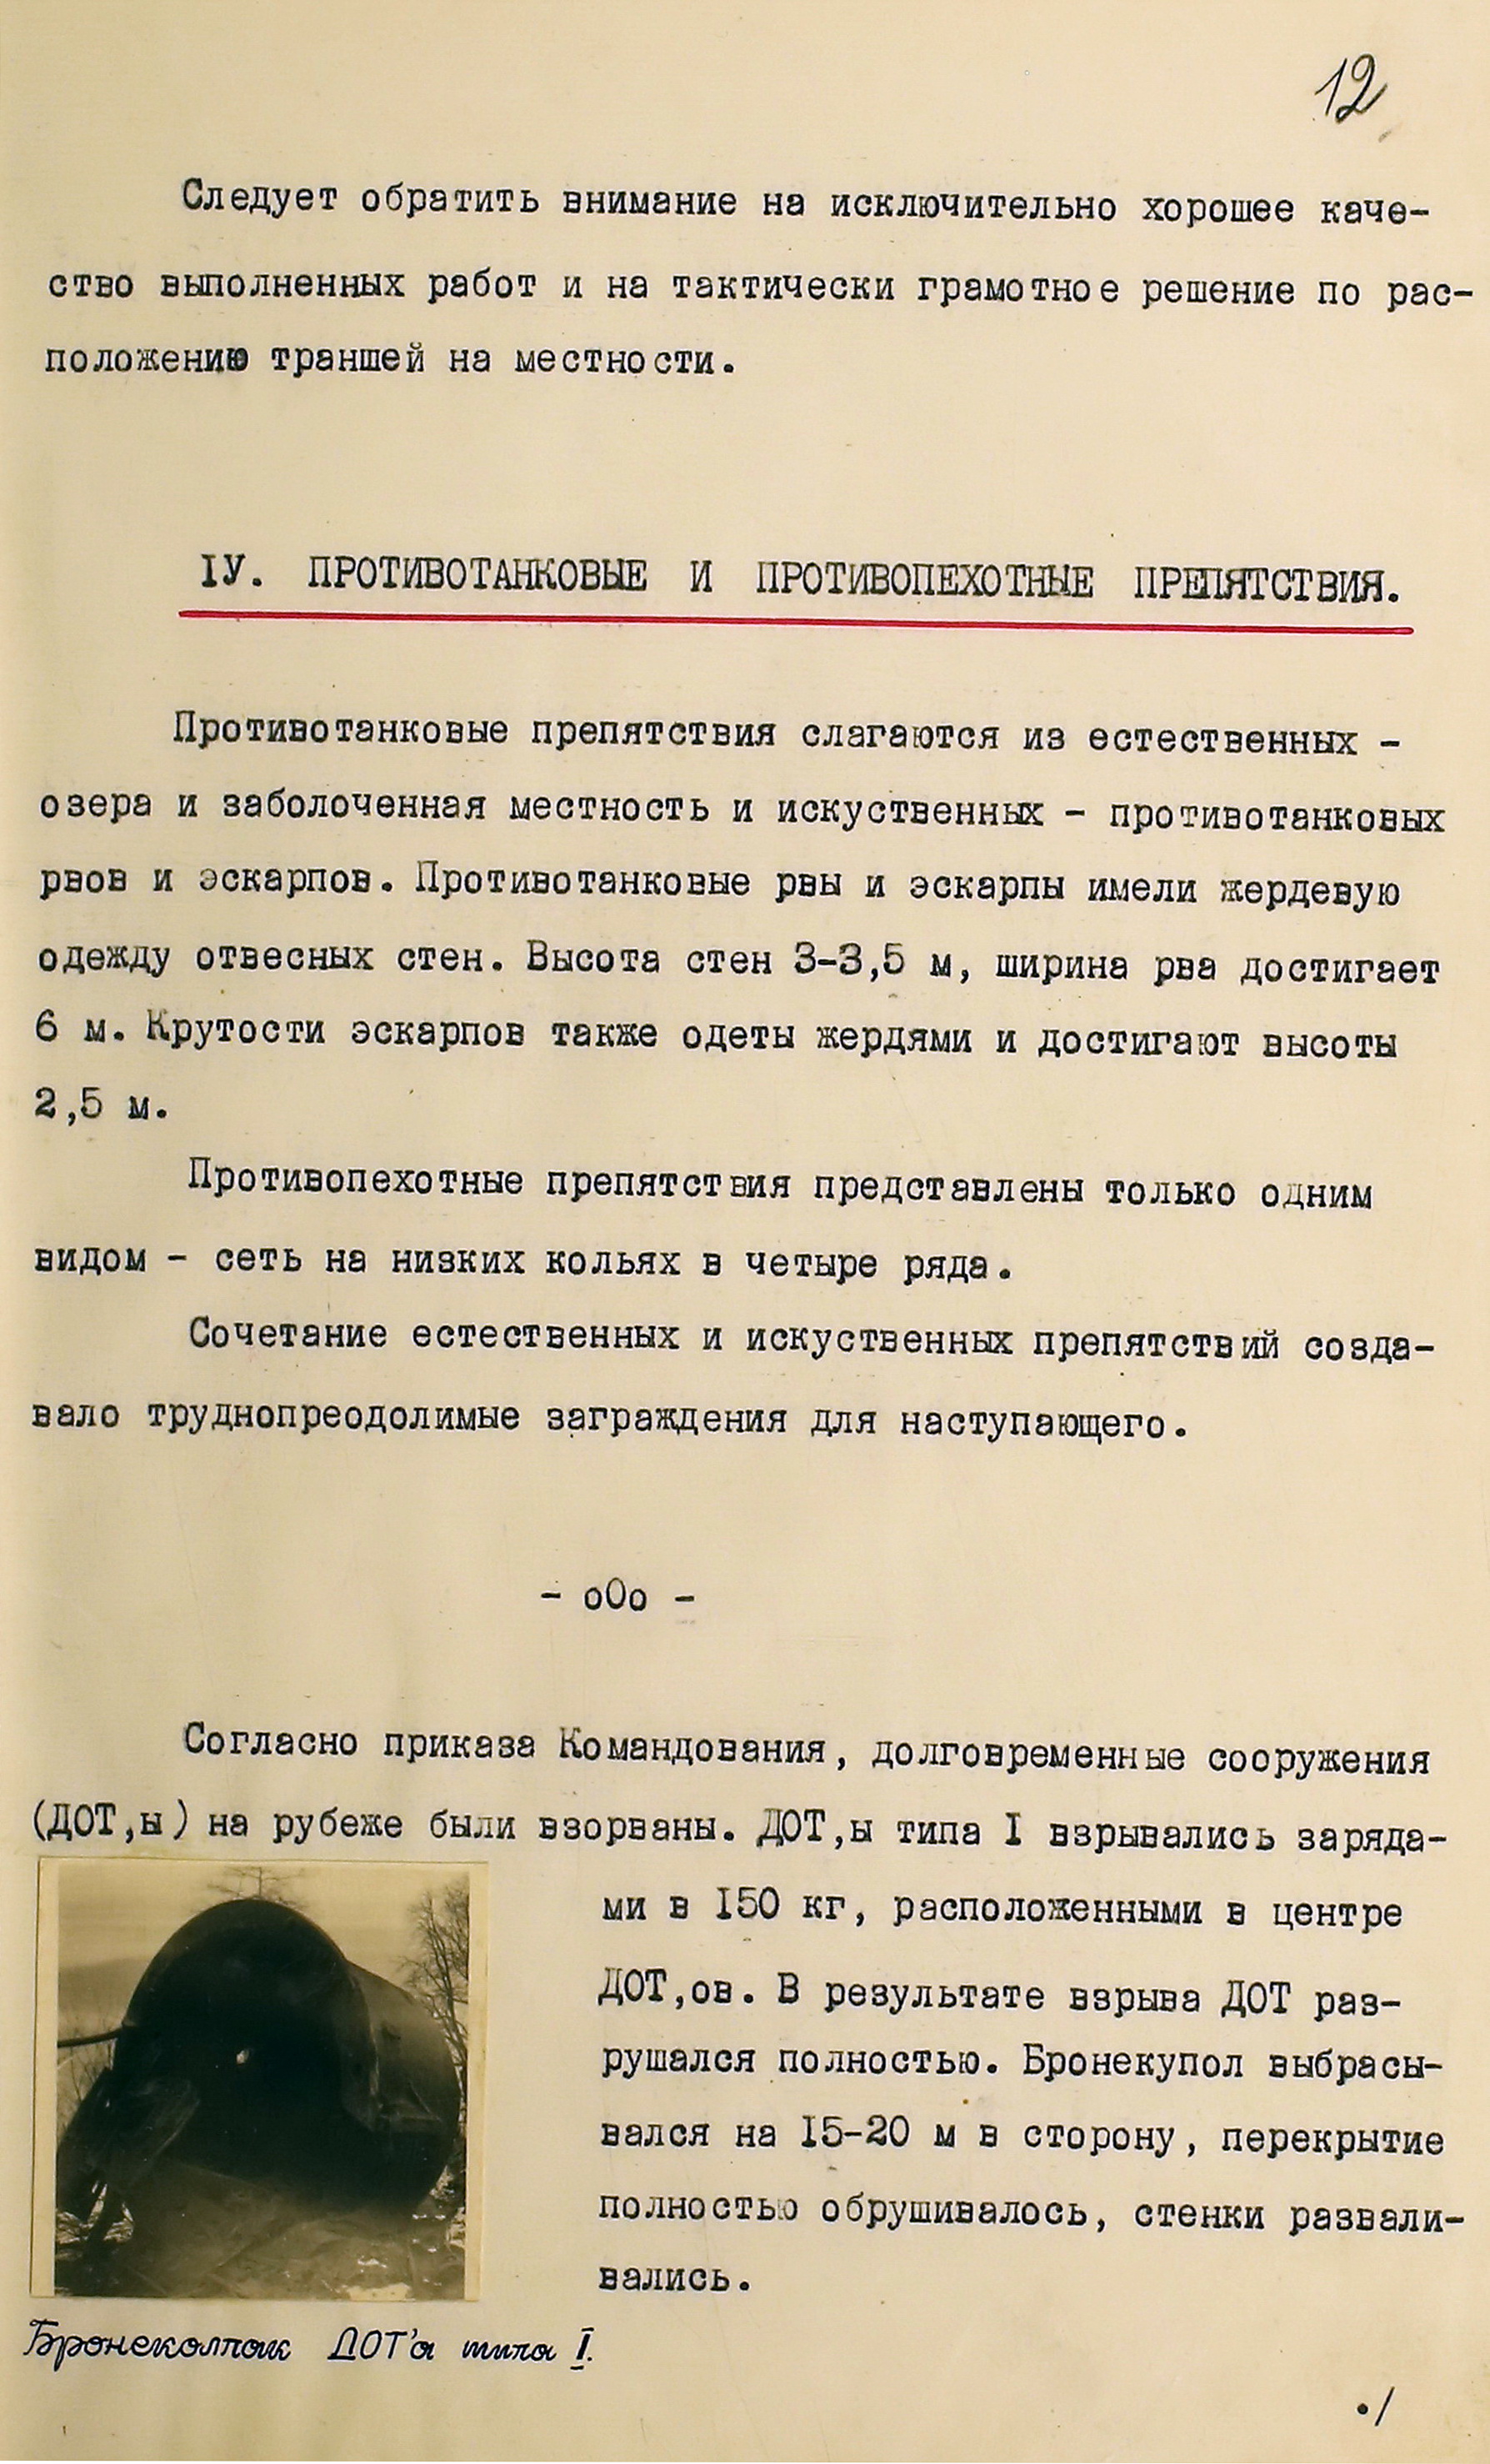 12
Следует обратить внимание на исключительно хорошее каче-
ство выполненных работ и на тактически грамотное решение по рас-
положению траншей на местности.
IУ. ПРОТИВОТАНКОВЫЕ И ПРОТИВОПЕХОТНЫЕ ПРЕПЯТСТВИЯ.
Противотанковые препятствия слагаются из естественных -
озера и заболоченная местность и искуственных - противотанковых
рвов и эскарпов. Противотанковые рвы и эскарпы имели жердевую
одежду отвесных стен. Высота стен 3-3,5 м, ширина рва достигает
6 м. Крутости эскарпов также одеты жердями и достигают высоты
2,5 м.
Противопехотные препятствия представлены только одним
видом - сеть на низких кольях в четыре ряда.
Сочетание естественных и искуственных препятствий созда-
вало труднопреодолимые заграждения для наступающего.
- оОо -
Согласно приказа Командования, долговременные сооружения
(ДОТ,ы) на рубеже были взорваны. ДОТ,ы типа I взрывались заряда-
ми в 150 кг, расположенными в центре
ДОТ,ов. В результате взрыва ДОТ раз-
рушался полностью. Бронекупол выбрасы-
вался на 15-20 м в сторону, перекрытие
полностью обрушивалось, стенки развали-
вались.
Бронеколпак ДОТ'а типа I.
./